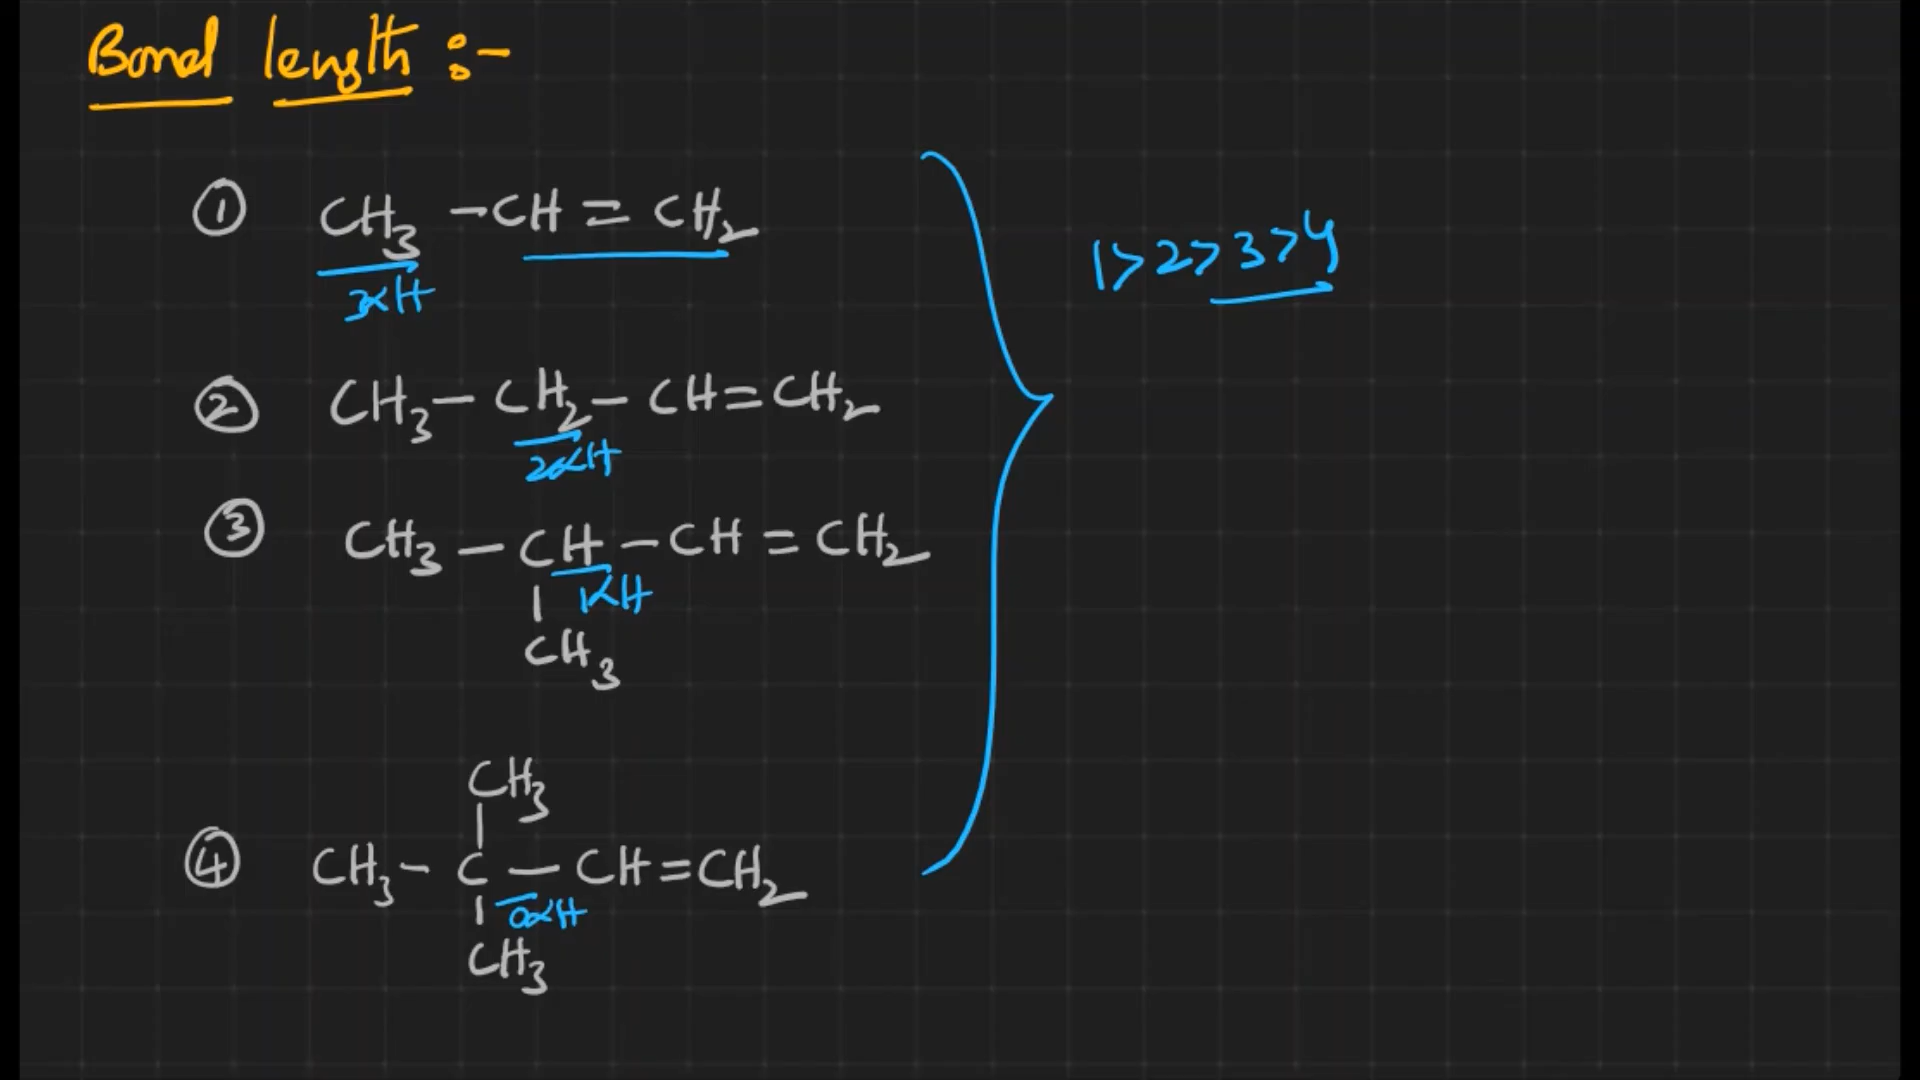 Bond length :-
① CH₃ - CH = CH₂
3αH
1>2>3>4
② CH₃ - CH₂ - CH = CH₂
2αH
③ CH₃ - CH - CH = CH₂
1αH
|
CH₃
CH₃
|
④ CH₃ - C - CH = CH₂
| 0αH
CH₃